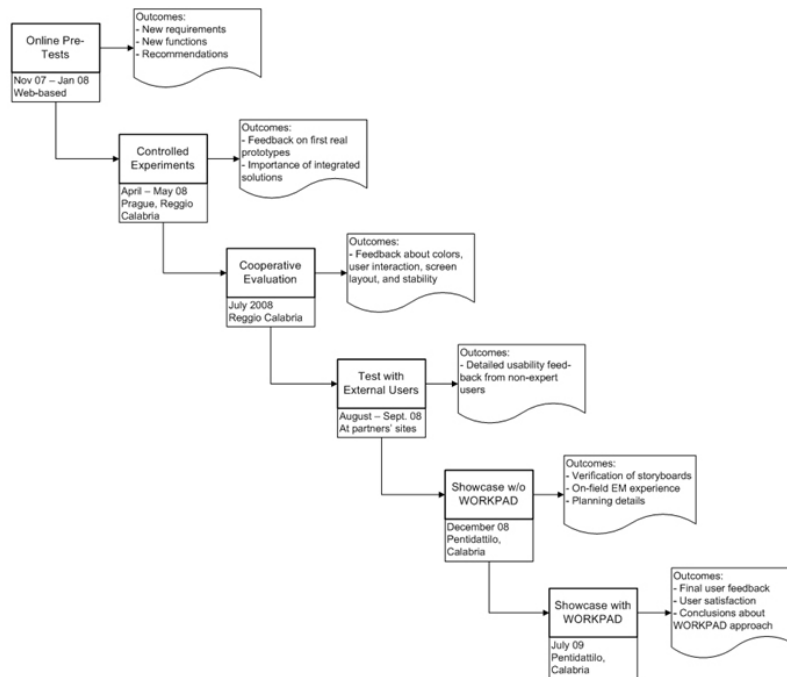 Online Pre-
Tests
Nov 07 – Jan 08
Web-based
Outcomes:
- New requirements
- New functions
- Recommendations
Controlled
Experiments
April – May 08
Prague, Reggio
Calabria
Outcomes:
- Feedback on first real
prototypes
- Importance of integrated
solutions
Cooperative
Evaluation
July 2008
Reggio Calabria
Outcomes:
- Feedback about colors,
user interaction, screen
layout, and stability
Test with
External Users
August – Sept. 08
At partners' sites
Outcomes:
- Detailed usability feed-
back from non-expert
users
Showcase w/o
WORKPAD
December 08
Pentidattilo,
Calabria
Outcomes:
- Verification of storyboards
- On-field EM experience
- Planning details
Showcase with
WORKPAD
July 09
Pentidattilo,
Calabria
Outcomes:
- Final user feedback
- User satisfaction
- Conclusions about
WORKPAD approach